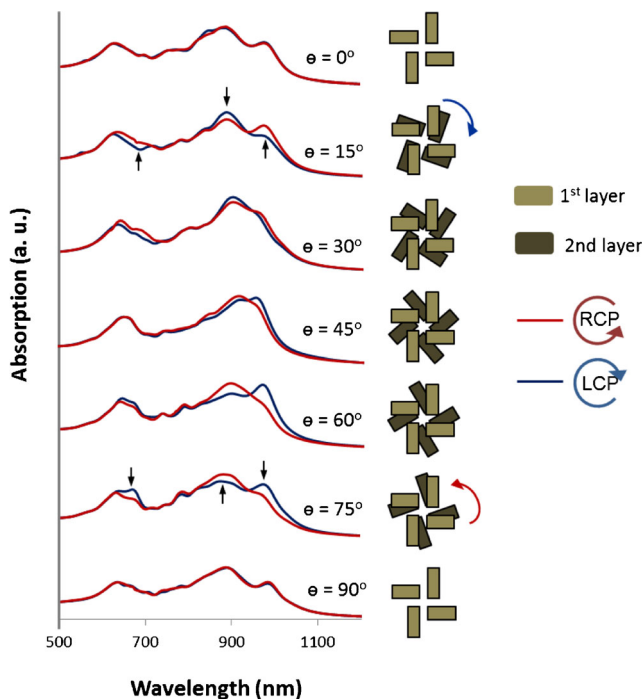 Absorption (a. u.)
ɵ = 0°
ɵ = 15°
ɵ = 30°
ɵ = 45°
ɵ = 60°
ɵ = 75°
ɵ = 90°
1st layer
2nd layer
RCP
LCP
500 700 900 1100
Wavelength (nm)